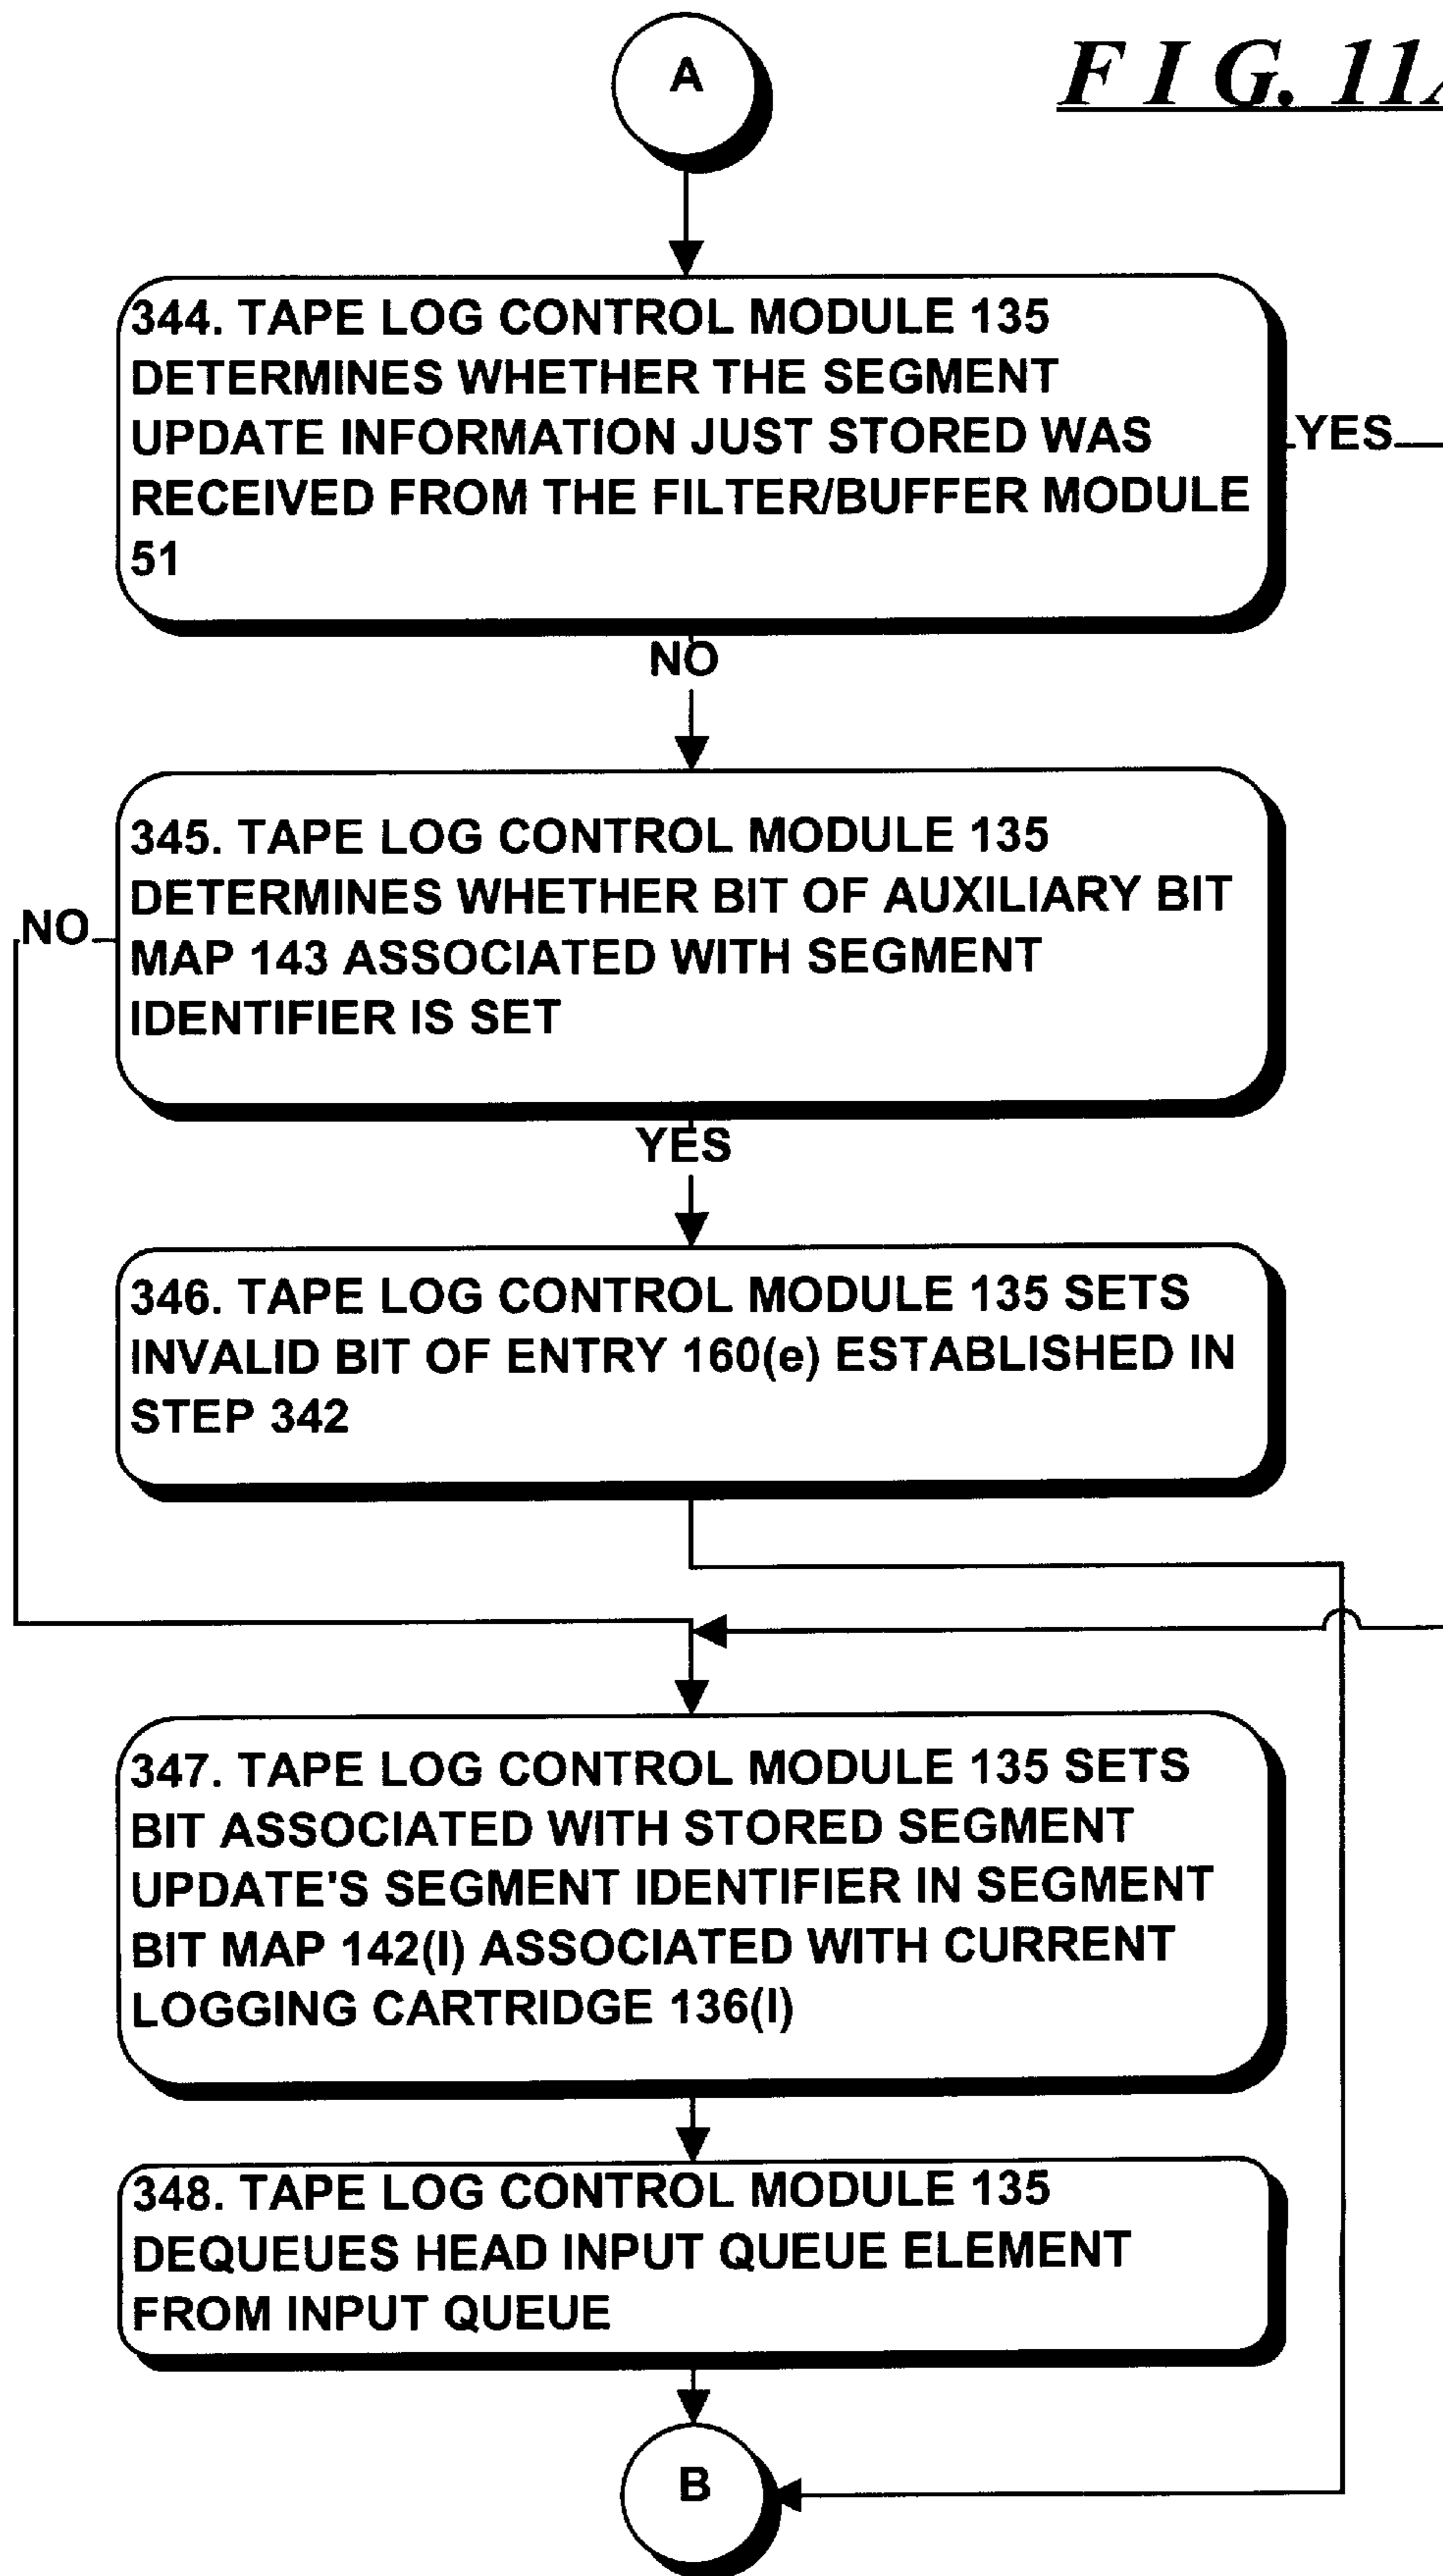 A
FIG. 11A
344. TAPE LOG CONTROL MODULE 135
DETERMINES WHETHER THE SEGMENT
UPDATE INFORMATION JUST STORED WAS
RECEIVED FROM THE FILTER/BUFFER MODULE
51
YES
NO
345. TAPE LOG CONTROL MODULE 135
DETERMINES WHETHER BIT OF AUXILIARY BIT
MAP 143 ASSOCIATED WITH SEGMENT
IDENTIFIER IS SET
NO
YES
346. TAPE LOG CONTROL MODULE 135 SETS
INVALID BIT OF ENTRY 160(e) ESTABLISHED IN
STEP 342
347. TAPE LOG CONTROL MODULE 135 SETS
BIT ASSOCIATED WITH STORED SEGMENT
UPDATE'S SEGMENT IDENTIFIER IN SEGMENT
BIT MAP 142(I) ASSOCIATED WITH CURRENT
LOGGING CARTRIDGE 136(I)
348. TAPE LOG CONTROL MODULE 135
DEQUEUES HEAD INPUT QUEUE ELEMENT
FROM INPUT QUEUE
B